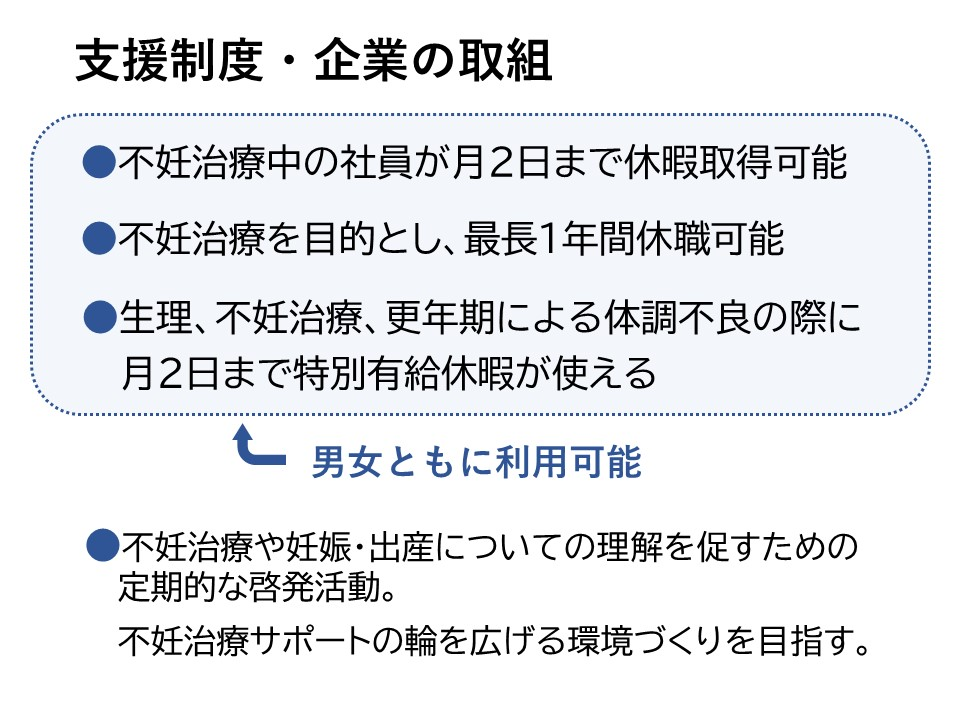 支援制度・企業の取組
●不妊治療中の社員が月2日まで休暇取得可能
●不妊治療を目的とし、最長1年間休職可能
●生理、不妊治療、更年期による体調不良の際に
月2日まで特別有給休暇が使える
男女ともに利用可能
●不妊治療や妊娠・出産についての理解を促すための
定期的な啓発活動。
不妊治療サポートの輪を広げる環境づくりを目指す。